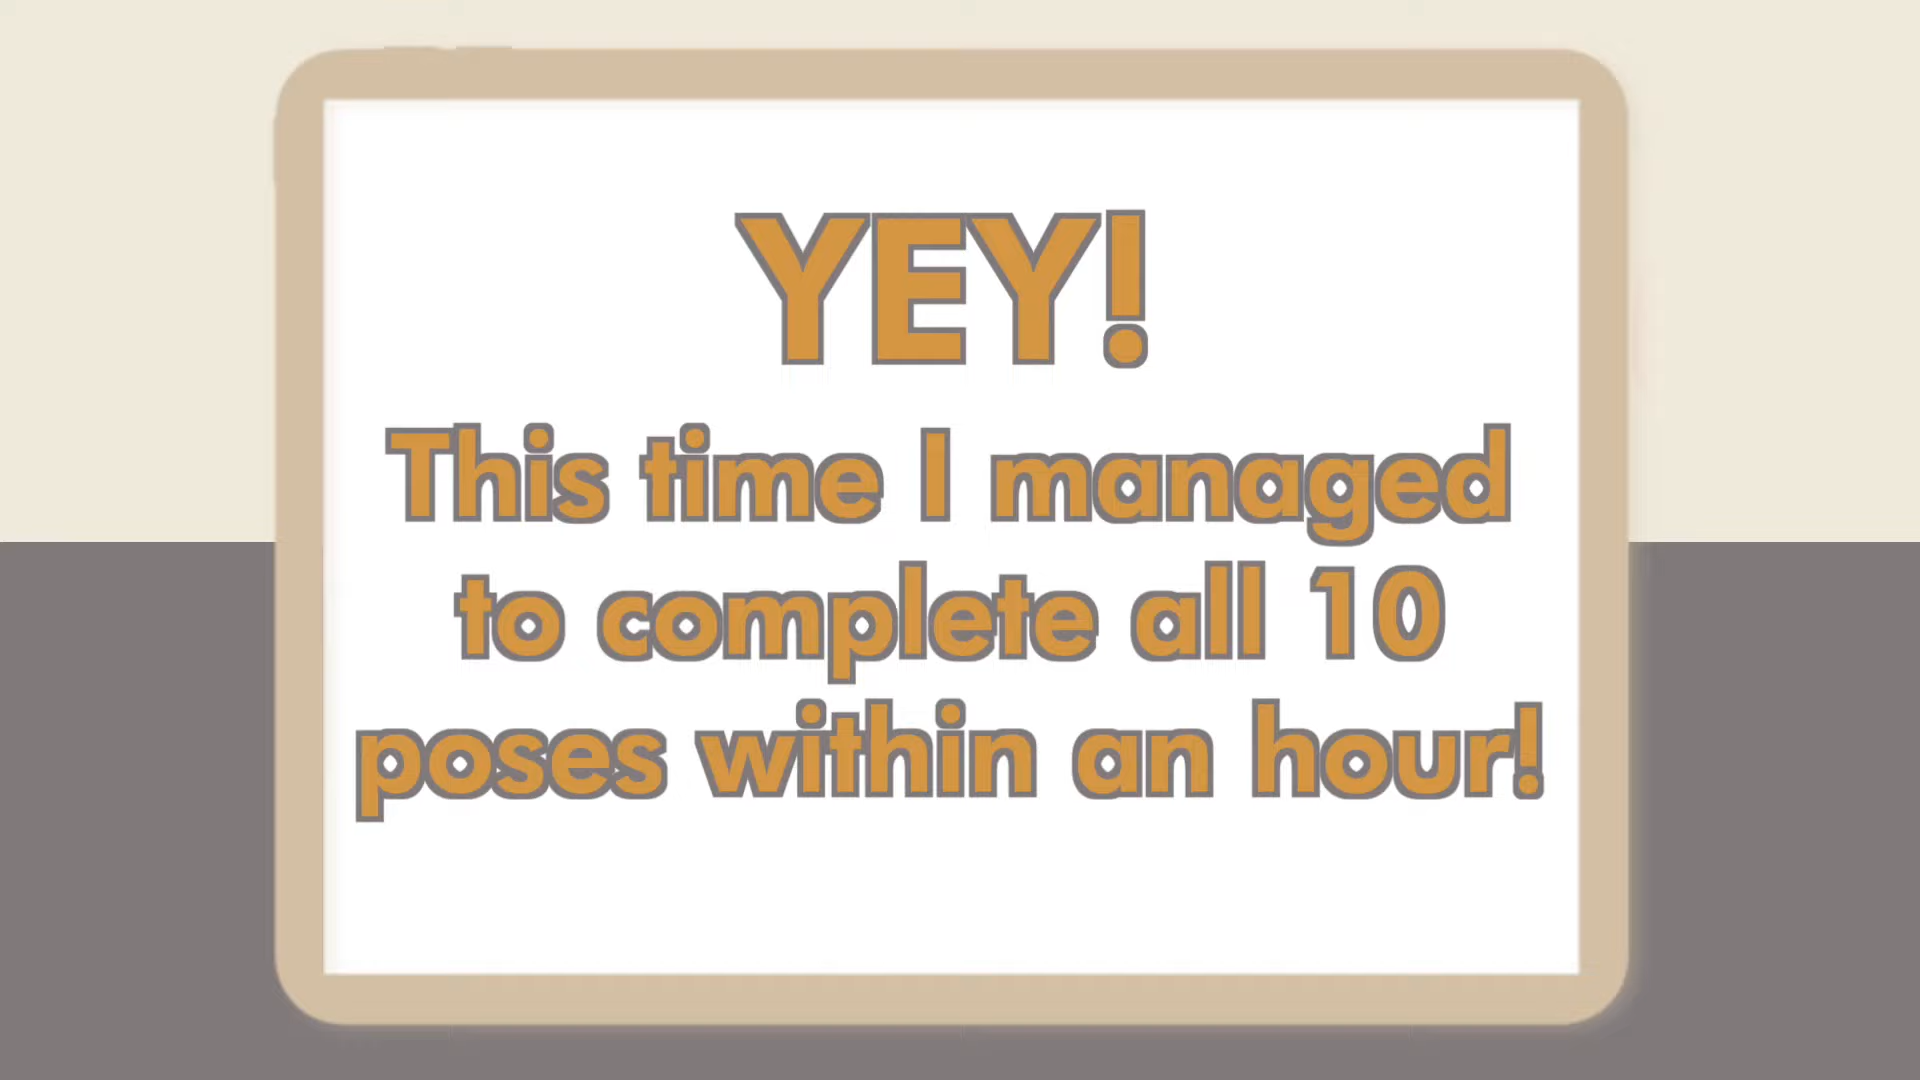 YEY!
This time I managed
to complete all 10
poses within an hour!